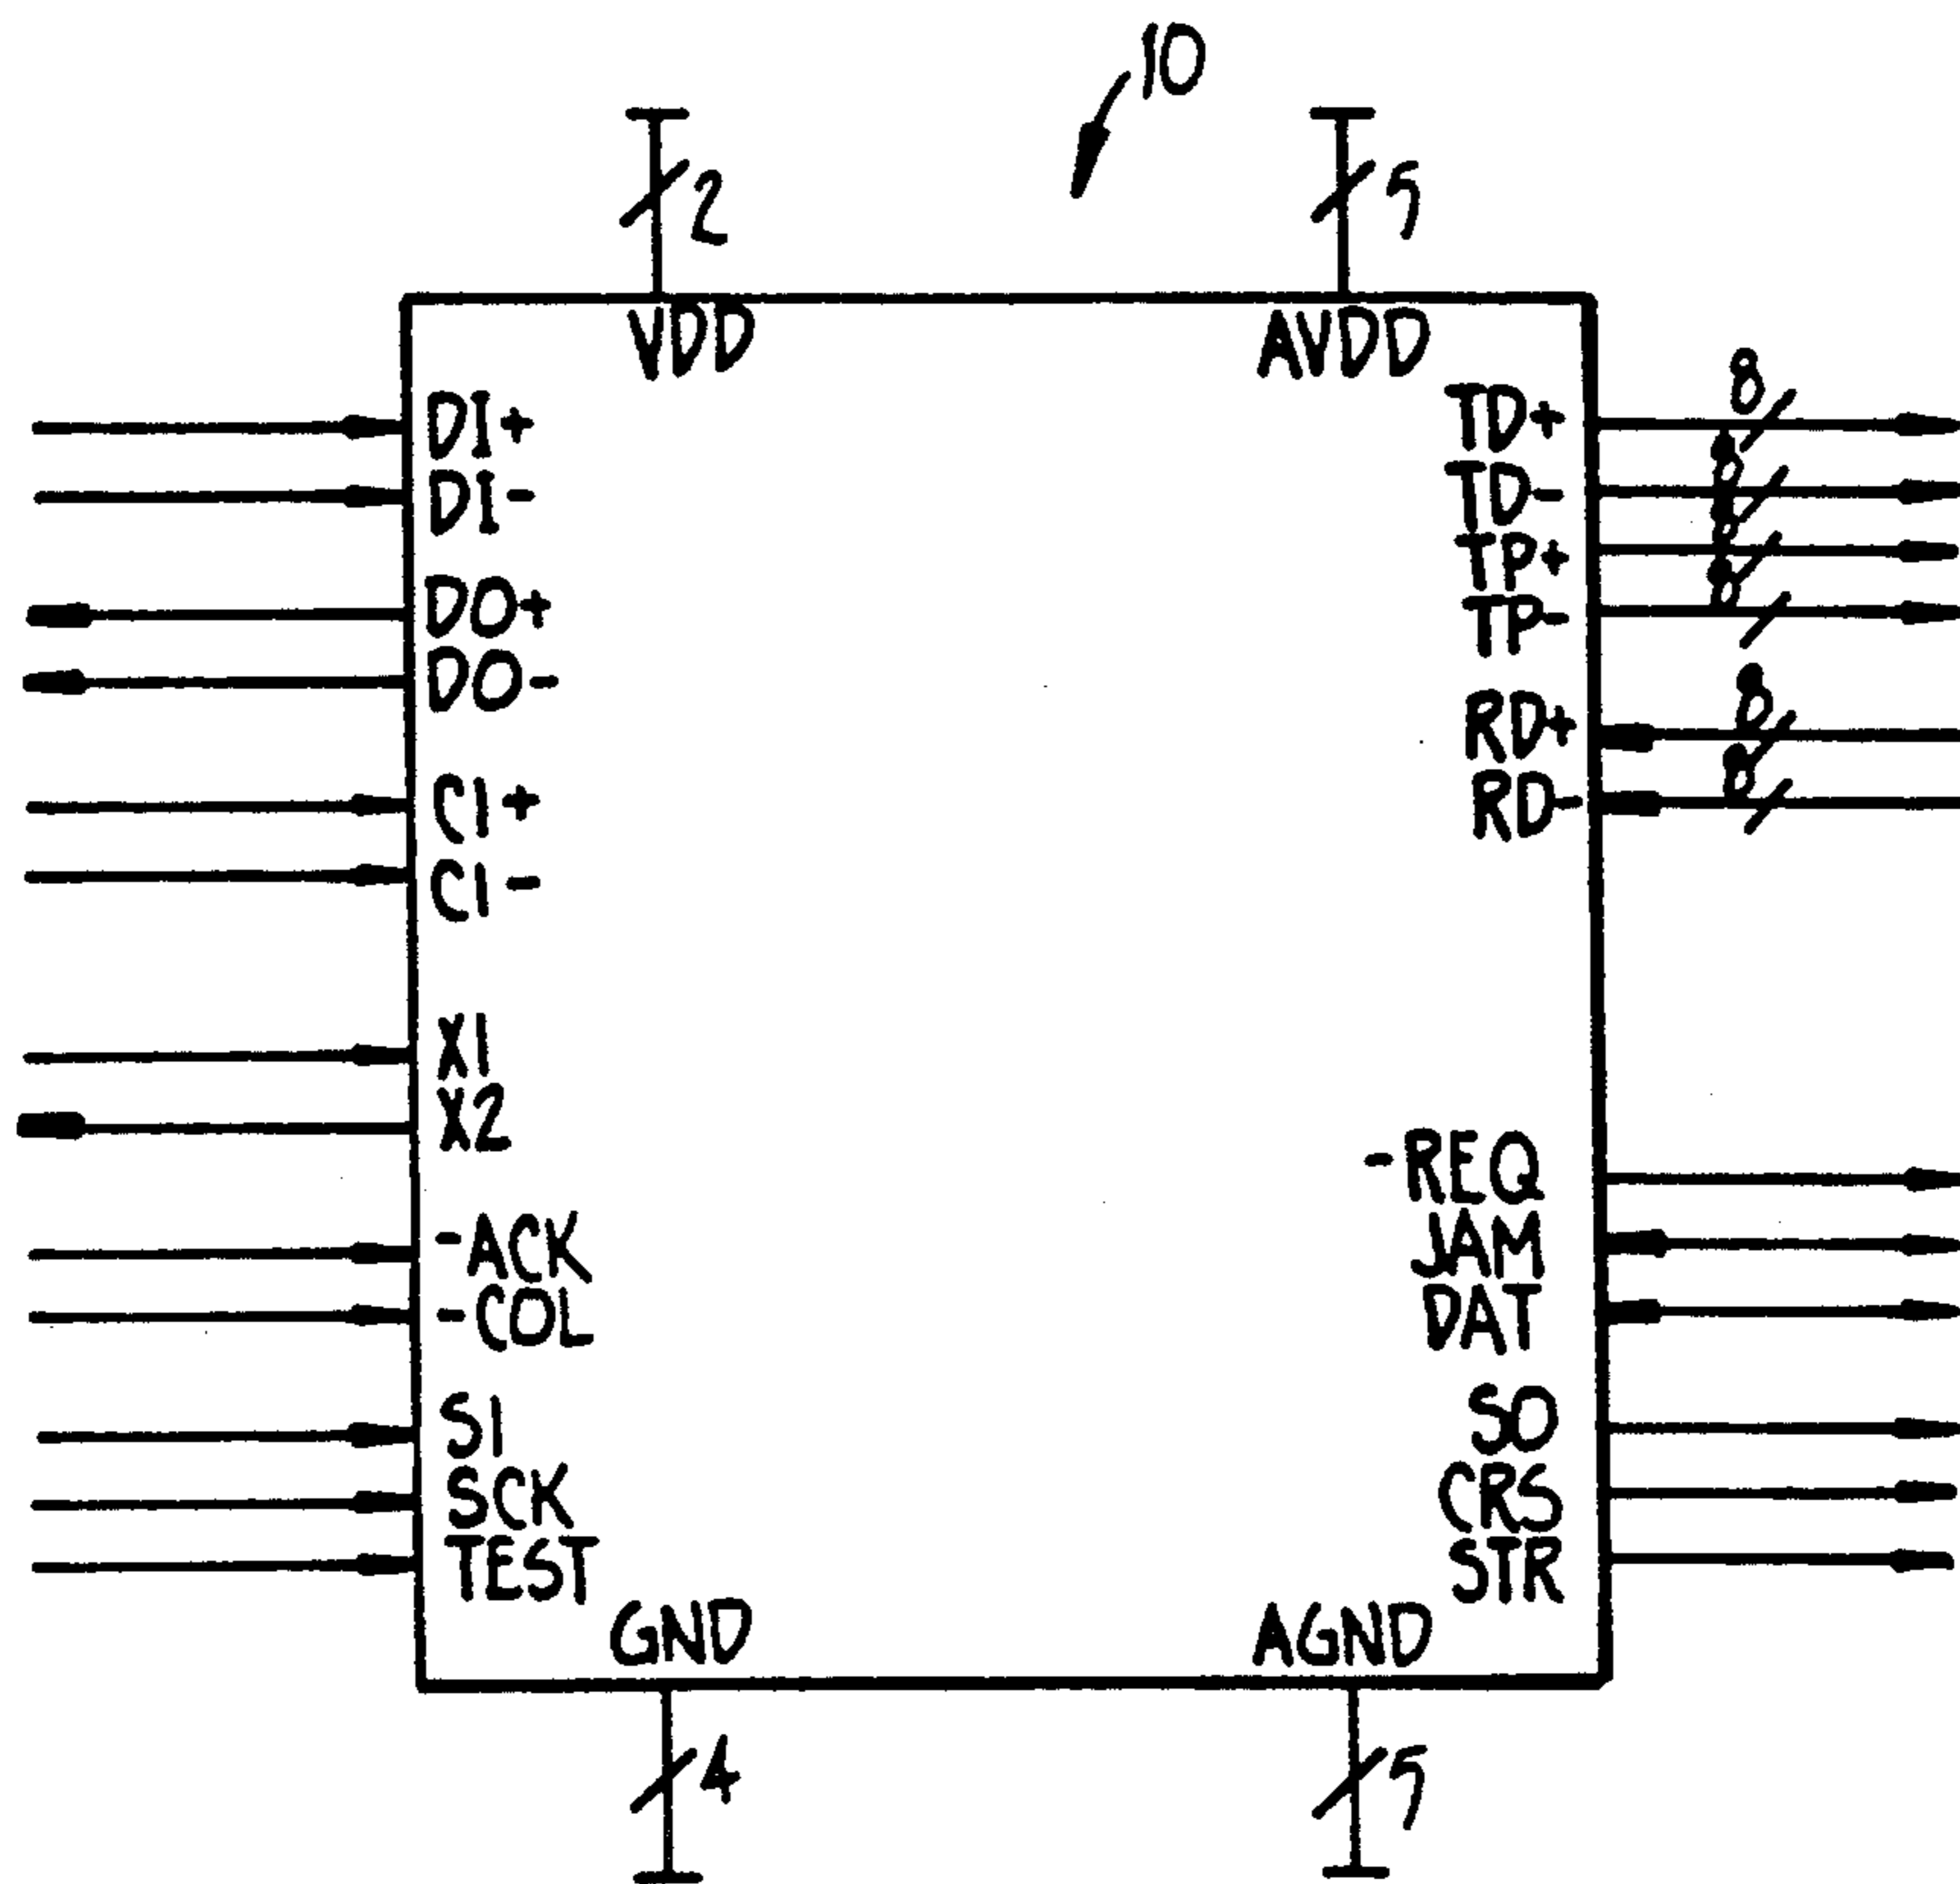 10
2
5
VDD
AVDD
DI+
DI-
DO+
DO-
CI+
CI-
X1
X2
-ACK
-COL
SI
SCK
TEST
GND
TD+
8
TD-
8
TP+
8
TP-
8
RD+
8
RD-
8
-REQ
JAM
DAT
SO
CRS
STR
AGND
4
5